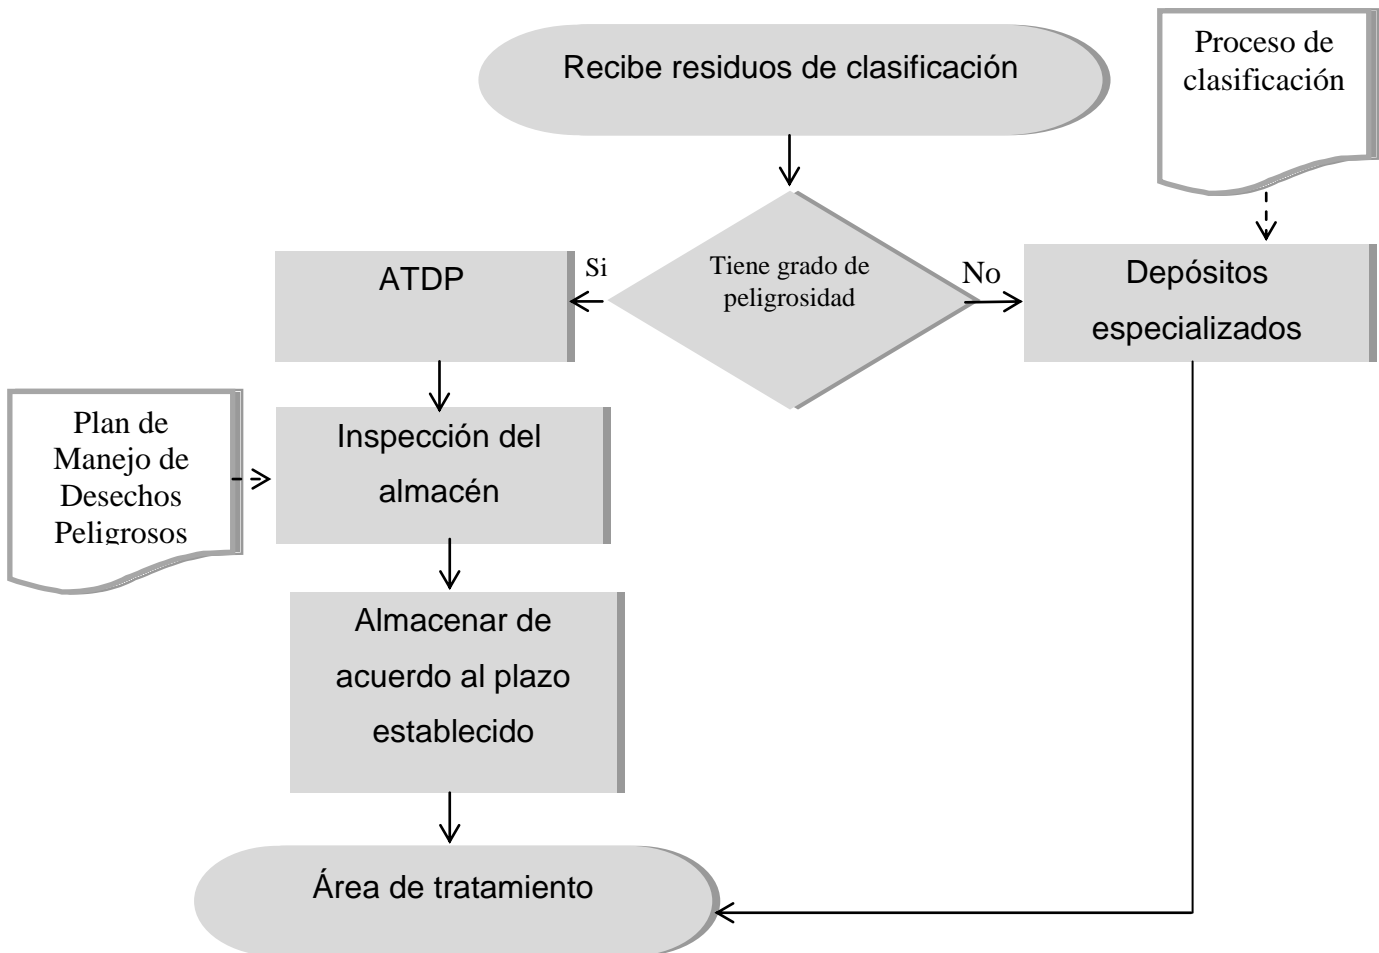 Recibe residuos de clasificación
Proceso de
clasificación
Tiene grado de
peligrosidad
Si
No
ATDP
Depósitos
especializados
Plan de
Manejo de
Desechos
Peligrosos
Inspección del
almacén
Almacenar de
acuerdo al plazo
establecido
Área de tratamiento